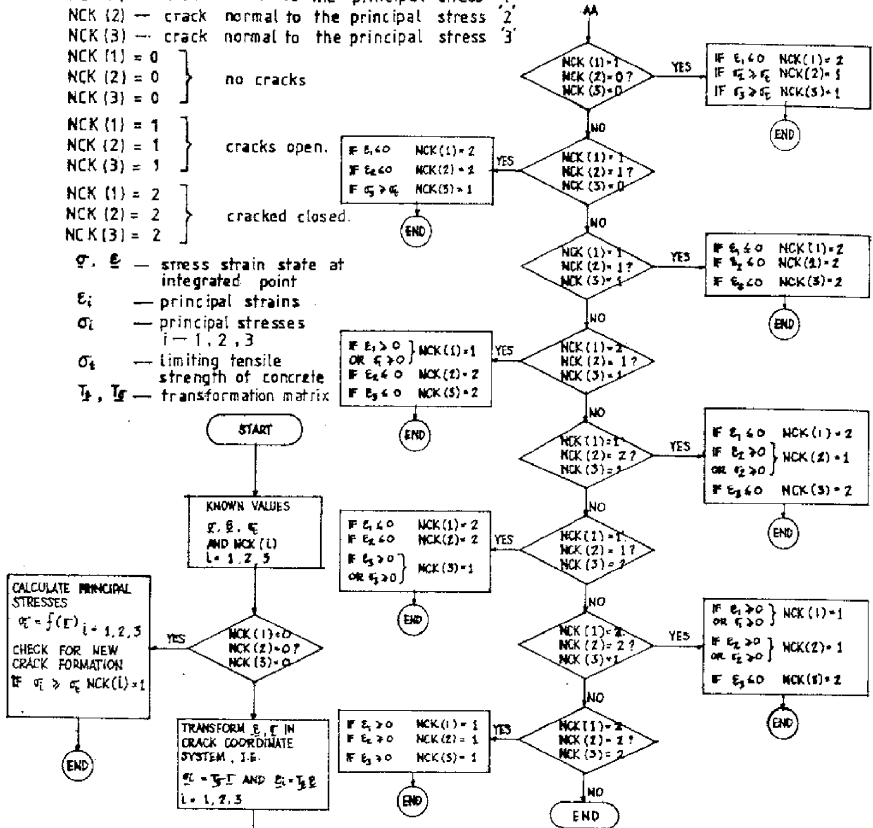 NCK (2) — crack normal to the principal stress '2'
NCK (3) — crack normal to the principal stress '3'
NCK (1) = 0
NCK (2) = 0
NCK (3) = 0
no cracks
NCK (1) = 1
NCK (2) = 1
NCK (3) = 1
cracks open.
NCK (1) = 2
NCK (2) = 2
NCK (3) = 2
cracked closed.
σ, ε — stress strain state at
integrated point
εi — principal strains
σi — principal stresses
i — 1, 2, 3
σt — limiting tensile
strength of concrete
Tε, Tσ — transformation matrix
START
KNOWN VALUES
σ, ε, σt
AND NCK (i)
i = 1, 2, 3
NCK (1)=0
NCK (2)=0?
NCK (3)=0
YES
CALCULATE PRINCIPAL
STRESSES
σi = f(σ) i = 1,2,3
CHECK FOR NEW
CRACK FORMATION
IF σi ⩾ σt NCK(i)=1
END
TRANSFORM ε, σ IN
CRACK COORDINATE
SYSTEM, I.E.
i = 1, 2, 3
AA
NCK (1)=1
NCK (2)=0?
NCK (3)=0
YES
IF ε1 ⩽ 0 NCK(1)= 2
IF σ2 ⩾ σt NCK(2)= 1
IF σ3 ⩾ σt NCK(3)= 1
END
NO
NCK (1)= 1
NCK (2)= 1?
NCK (3)= 0
YES
IF ε1 ⩽ 0 NCK(1)= 2
IF ε2 ⩽ 0 NCK(2)= 2
IF σ3 ⩾ σt NCK(3)= 1
END
NO
NCK (1)= 1
NCK (2)= 1?
NCK (3)= 1
YES
IF ε1 ⩽ 0 NCK(1)= 2
IF ε2 ⩽ 0 NCK(2)= 2
IF ε3 ⩽ 0 NCK(3)= 2
END
NO
NCK (1)= 2
NCK (2)= 1?
NCK (3)= 1
YES
IF ε1 ⩾ 0
OR σ1 ⩾ 0 } NCK(1)=1
IF ε2 ⩽ 0 NCK(2)= 2
IF ε3 ⩽ 0 NCK(3)= 2
END
NO
NCK (1)= 1
NCK (2)= 2?
NCK (3)= 1
YES
IF ε1 ⩽ 0 NCK(1)= 2
IF ε2 ⩾ 0
OR σ2 ⩾ 0 } NCK(2)= 1
IF ε3 ⩽ 0 NCK(3)= 2
END
NO
NCK (1)= 1
NCK (2)= 1?
NCK (3)= 2
YES
IF ε1 ⩽ 0 NCK(1)= 2
IF ε2 ⩽ 0 NCK(2)= 2
IF ε3 ⩾ 0
OR σ3 ⩾ 0 } NCK(3)=1
END
NO
NCK (1)= 2
NCK (2)= 2?
NCK (3)= 1
YES
IF ε1 ⩾ 0
OR σ1 ⩾ 0 } NCK(1)=1
IF ε2 ⩾ 0
OR σ2 ⩾ 0 } NCK(2)= 1
IF ε3 ⩽ 0 NCK(3)= 2
END
NO
NCK (1)= 2
NCK (2)= 2?
NCK (3)= 2
YES
IF ε1 ⩾ 0 NCK(1)= 1
IF ε2 ⩾ 0 NCK(2)= 1
IF ε3 ⩾ 0 NCK(3)= 1
END
NO
END